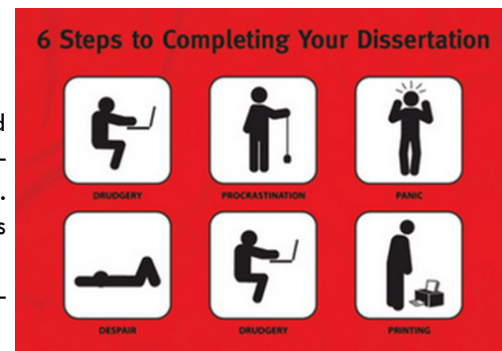 6 Steps to Completing Your Dissertation
d
.
s
DRUDGERY PROCRASTINATION PANIC
DESPAIR DRUDGERY PRINTING